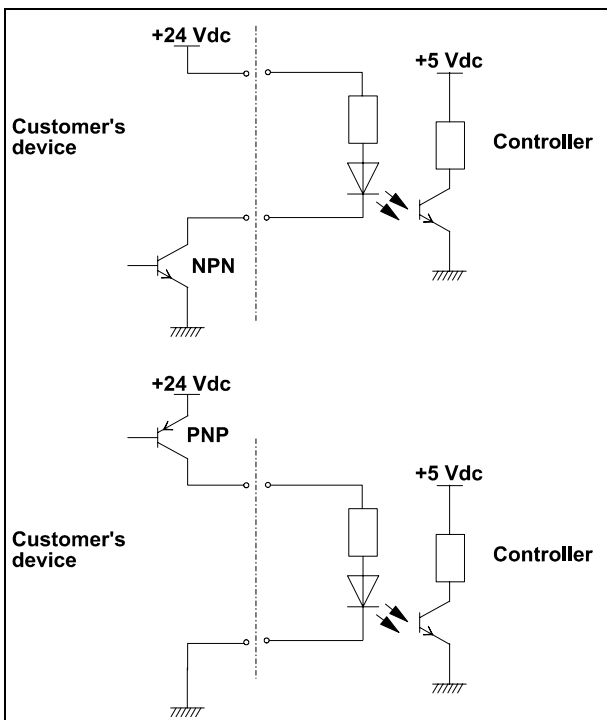 +24 Vdc
+5 Vdc
Customer's
device
Controller
NPN
+24 Vdc
PNP
+5 Vdc
Customer's
device
Controller